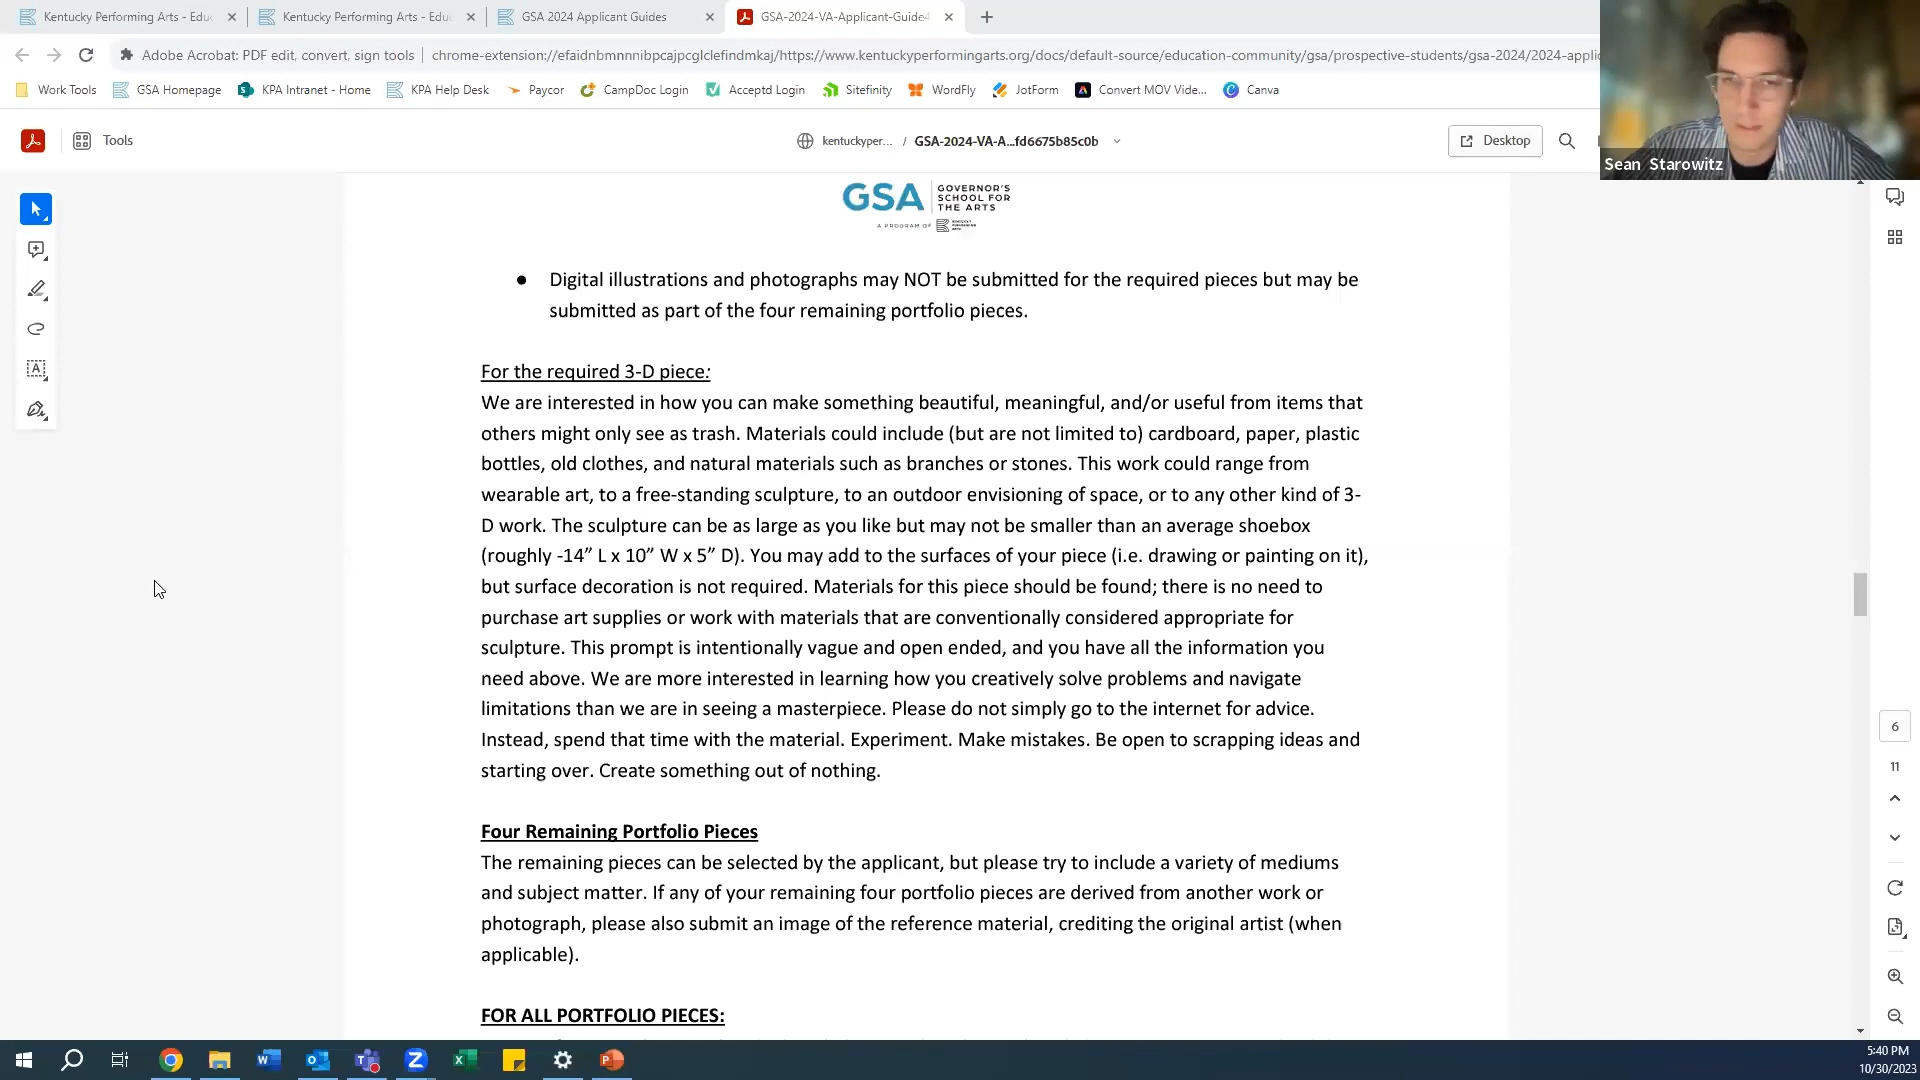 Kentucky Performing Arts - Educ
Kentucky Performing Arts - Educ
GSA 2024 Applicant Guides
GSA-2024-VA-Applicant-Guide4
Adobe Acrobat: PDF edit, convert, sign tools
chrome-extension://efaidnbmnnnibpcajpcglclefindmkaj/https://www.kentuckyperformingarts.org/docs/default-source/education-community/gsa/prospective-students/gsa-2024/2024-applic
Work Tools
GSA Homepage
KPA Intranet - Home
KPA Help Desk
Paycor
CampDoc Login
Acceptd Login
Sitefinity
WordFly
JotForm
Convert MOV Vide...
Canva
Tools
kentuckyper... / GSA-2024-VA-A...fd6675b85c0b
Desktop
Sean Starowitz
GSA
GOVERNOR'S
SCHOOL FOR
THE ARTS
A PROGRAM OF
KENTUCKY
PERFORMING
ARTS
● Digital illustrations and photographs may NOT be submitted for the required pieces but may be
submitted as part of the four remaining portfolio pieces.
For the required 3-D piece:
We are interested in how you can make something beautiful, meaningful, and/or useful from items that
others might only see as trash. Materials could include (but are not limited to) cardboard, paper, plastic
bottles, old clothes, and natural materials such as branches or stones. This work could range from
wearable art, to a free-standing sculpture, to an outdoor envisioning of space, or to any other kind of 3-
D work. The sculpture can be as large as you like but may not be smaller than an average shoebox
(roughly -14” L x 10” W x 5” D). You may add to the surfaces of your piece (i.e. drawing or painting on it),
but surface decoration is not required. Materials for this piece should be found; there is no need to
purchase art supplies or work with materials that are conventionally considered appropriate for
sculpture. This prompt is intentionally vague and open ended, and you have all the information you
need above. We are more interested in learning how you creatively solve problems and navigate
limitations than we are in seeing a masterpiece. Please do not simply go to the internet for advice.
Instead, spend that time with the material. Experiment. Make mistakes. Be open to scrapping ideas and
starting over. Create something out of nothing.
Four Remaining Portfolio Pieces
The remaining pieces can be selected by the applicant, but please try to include a variety of mediums
and subject matter. If any of your remaining four portfolio pieces are derived from another work or
photograph, please also submit an image of the reference material, crediting the original artist (when
applicable).
FOR ALL PORTFOLIO PIECES:
6
11
5:40 PM
10/30/2023